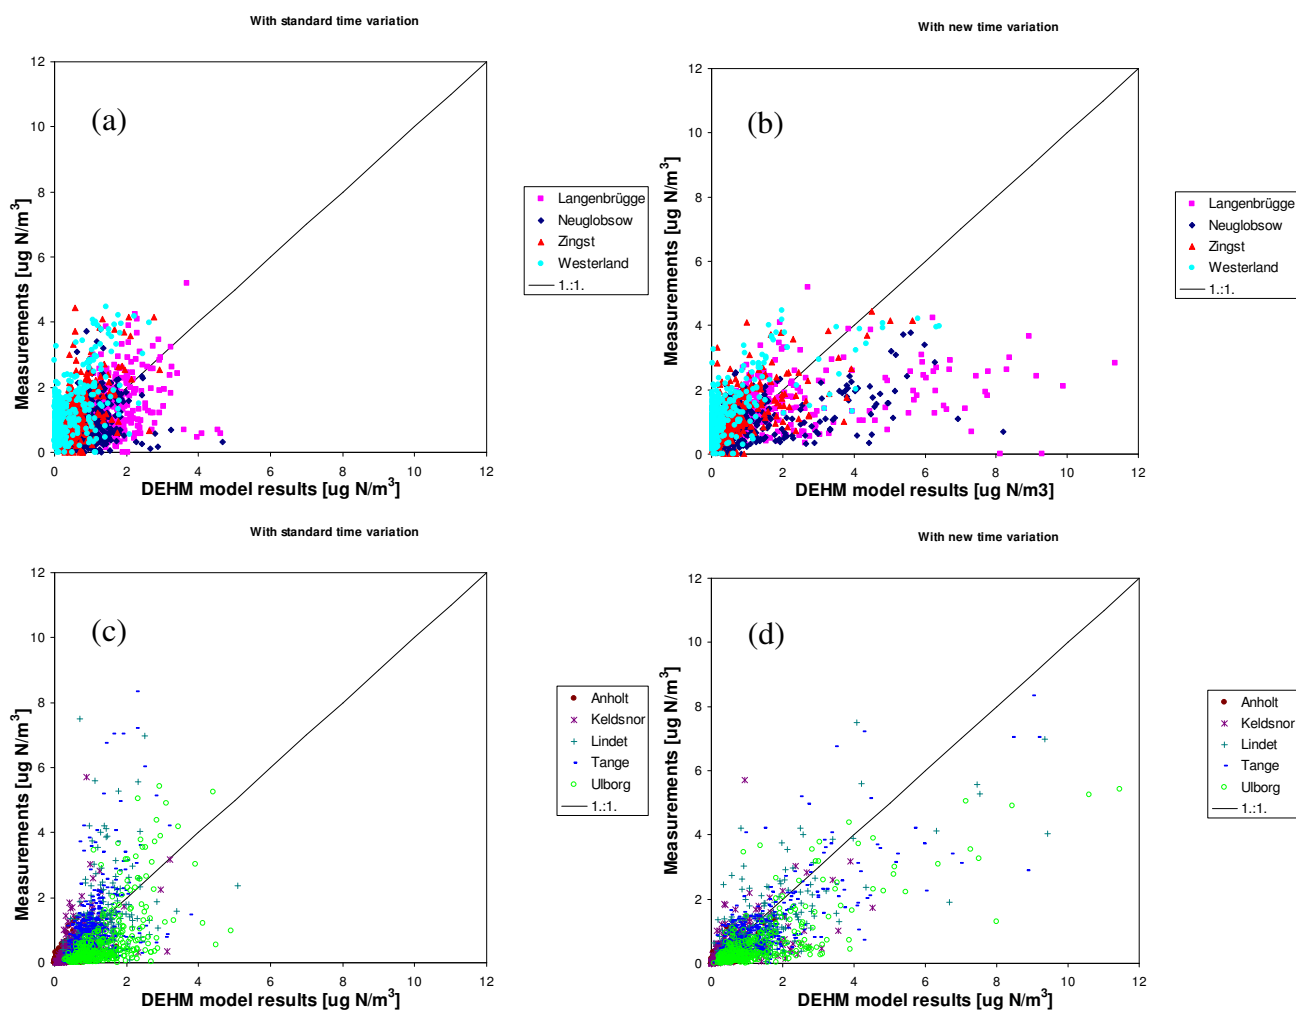 With standard time variation
12
10
8
6
4
2
0
0 2 4 6 8 10 12
Measurements [ug N/m³]
DEHM model results [ug N/m³]
(a)
Langenbrügge
Neuglobsow
Zingst
Westerland
1.:1.
With new time variation
12
10
8
6
4
2
0
0 2 4 6 8 10 12
Measurements [ug N/m³]
DEHM model results [ug N/m3]
(b)
Langenbrügge
Neuglobsow
Zingst
Westerland
1.:1.
With standard time variation
12
10
8
6
4
2
0
0 2 4 6 8 10 12
Measurements [ug N/m³]
DEHM model results [ug N/m³]
(c)
Anholt
Keldsnor
Lindet
Tange
Ulborg
1.:1.
With new time variation
12
10
8
6
4
2
0
0 2 4 6 8 10 12
Measurements [ug N/m³]
DEHM model results [ug N/m³]
(d)
Anholt
Keldsnor
Lindet
Tange
Ulborg
1.:1.